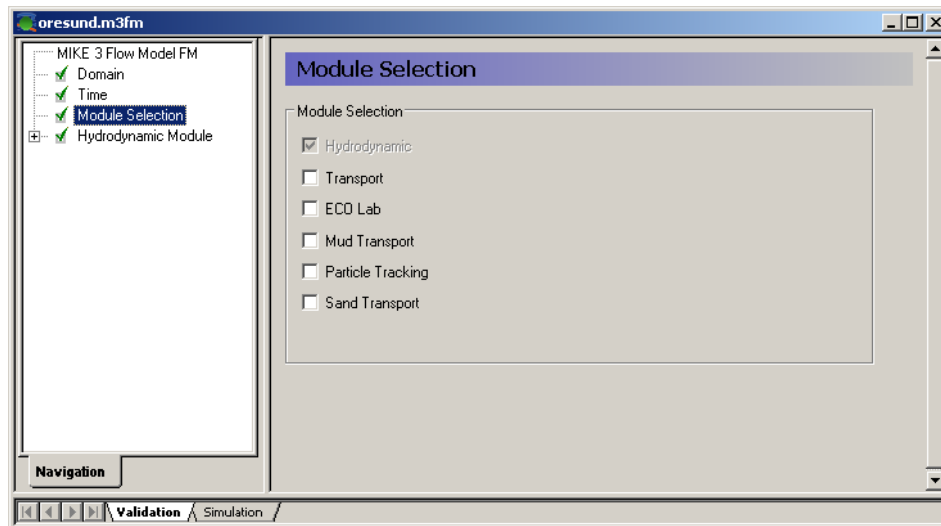 oresund.m3fm
MIKE 3 Flow Model FM
Domain
Time
Module Selection
Hydrodynamic Module
Navigation
Module Selection
Module Selection
Hydrodynamic
Transport
ECO Lab
Mud Transport
Particle Tracking
Sand Transport
Validation Simulation